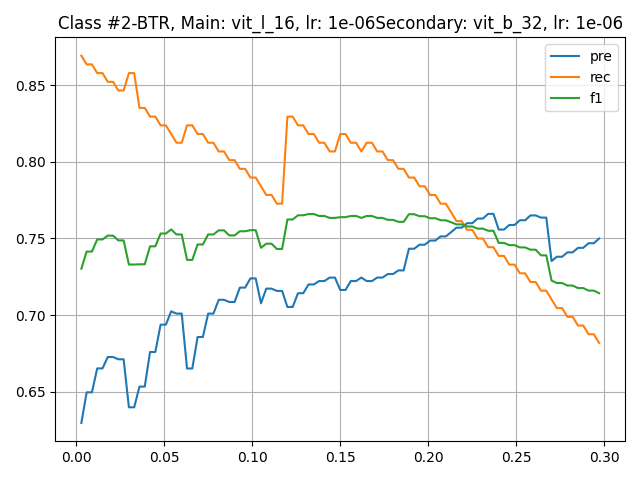 Class #2-BTR, Main: vit_l_16, lr: 1e-06Secondary: vit_b_32, lr: 1e-06
pre
rec
f1
0.85
0.80
0.75
0.70
0.65
0.00 0.05 0.10 0.15 0.20 0.25 0.30